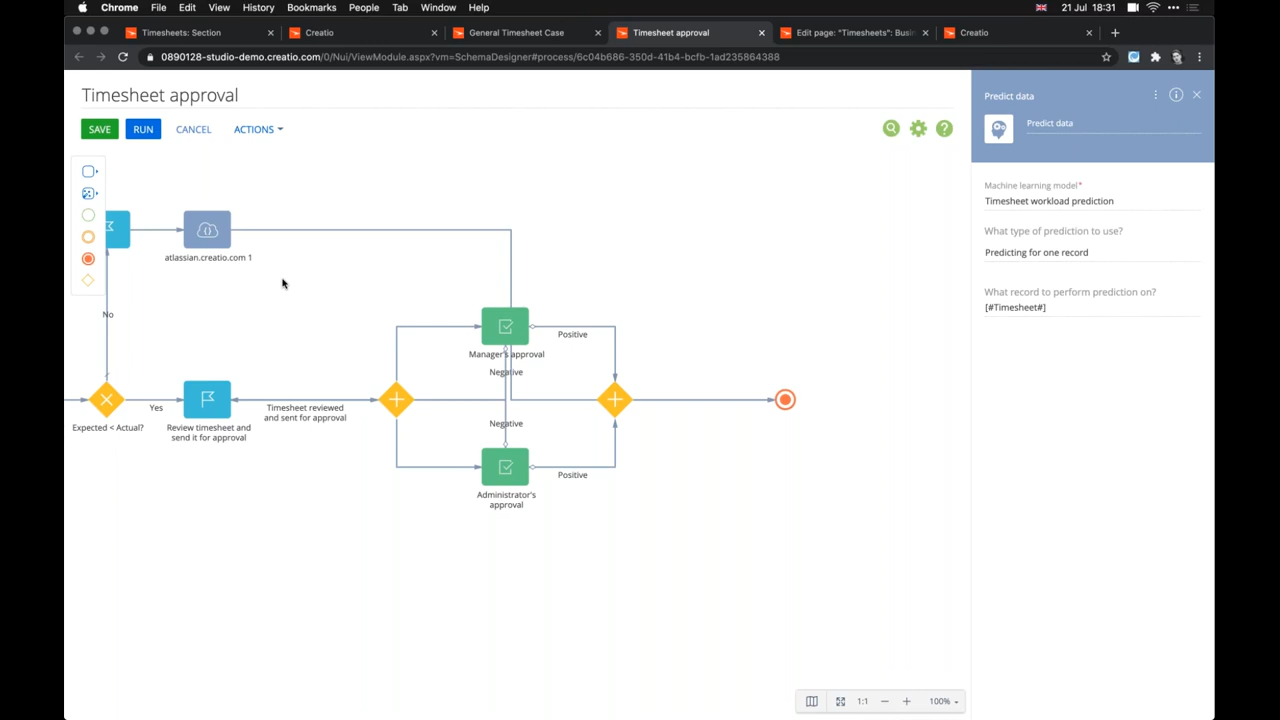 Chrome File Edit View History Bookmarks People Tab Window Help 21 Jul 18:31
Timesheets: Section Creatio General Timesheet Case Timesheet approval Edit page: "Timesheets": Busin Creatio
0890128-studio-demo.creatio.com/0/Nui/ViewModule.aspx?vm=SchemaDesigner#process/6c04b686-350d-41b4-bcfb-1ad235864388
Timesheet approval
SAVE RUN CANCEL ACTIONS
Predict data
Predict data
Machine learning model*
Timesheet workload prediction
What type of prediction to use?
Predicting for one record
What record to perform prediction on?
[#Timesheet#]
atlassian.creatio.com 1
No
Positive
Manager's approval
Negative
Yes
Timesheet reviewed
and sent for approval
Expected < Actual?
Review timesheet and
send it for approval
Negative
Positive
Administrator's
approval
1:1 100%